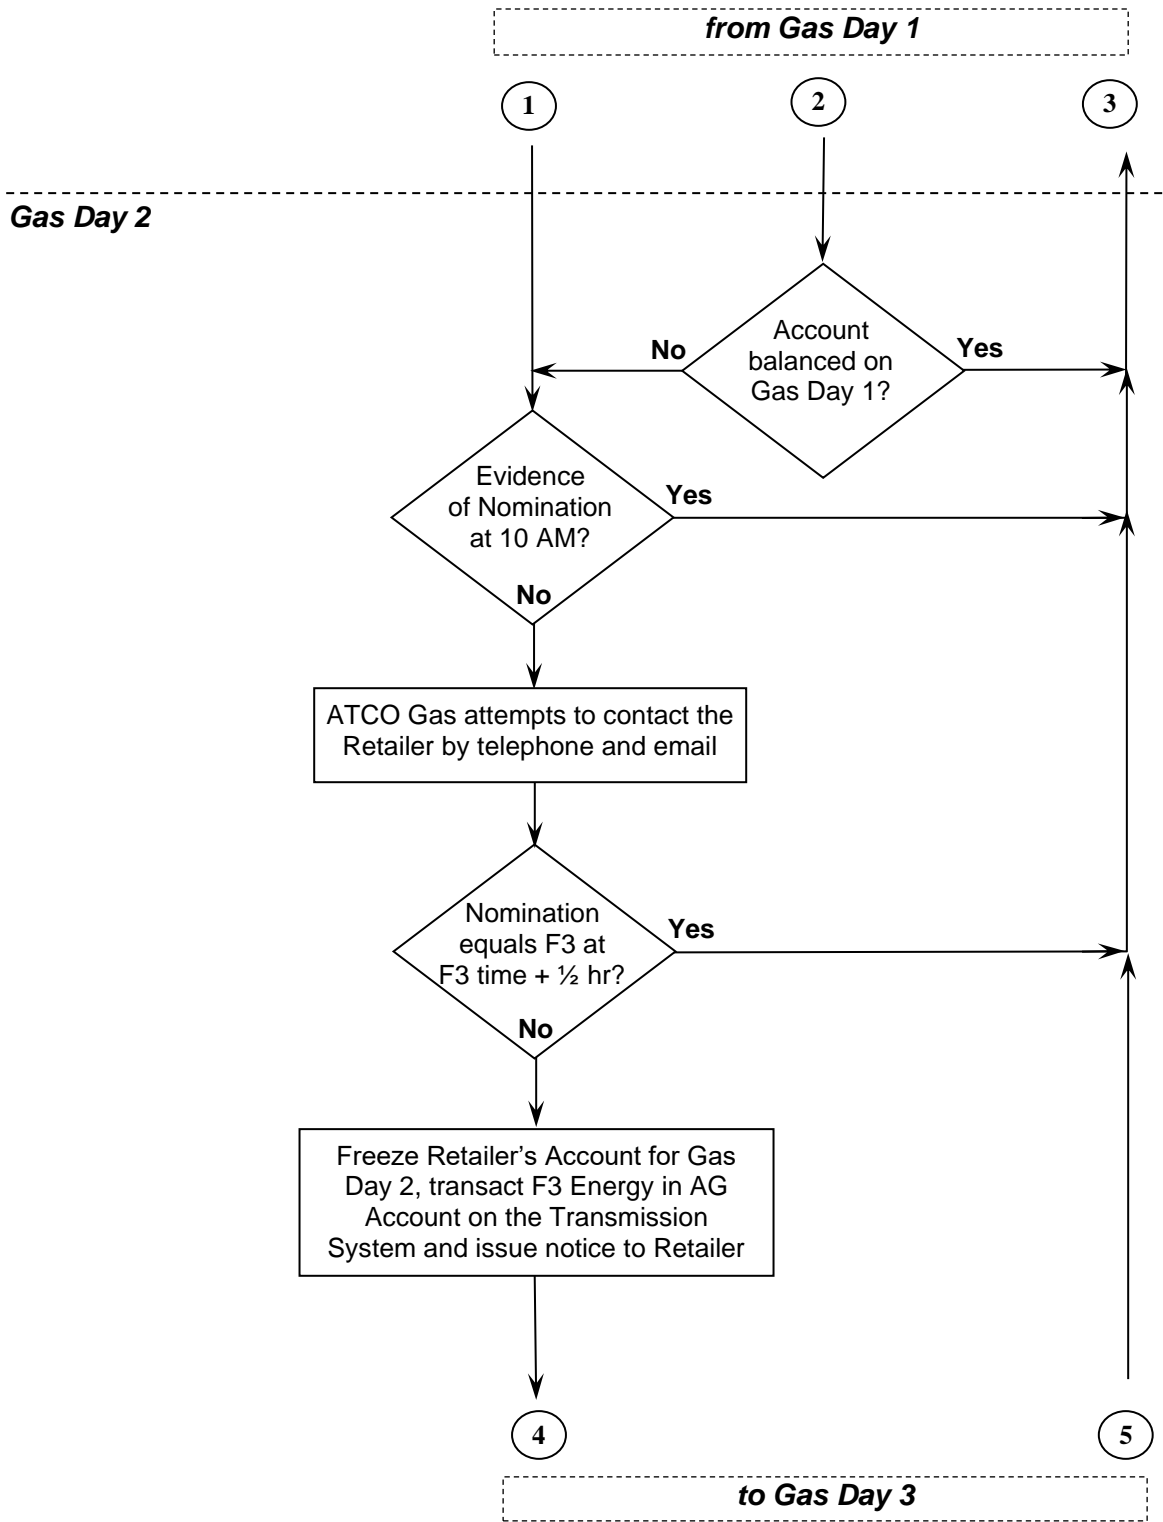 from Gas Day 1
1
2
3
Gas Day 2
Account
balanced on
Gas Day 1?
No
Yes
Evidence
of Nomination
at 10 AM?
Yes
No
ATCO Gas attempts to contact the
Retailer by telephone and email
Nomination
equals F3 at
F3 time + ½ hr?
Yes
No
Freeze Retailer’s Account for Gas
Day 2, transact F3 Energy in AG
Account on the Transmission
System and issue notice to Retailer
4
5
to Gas Day 3